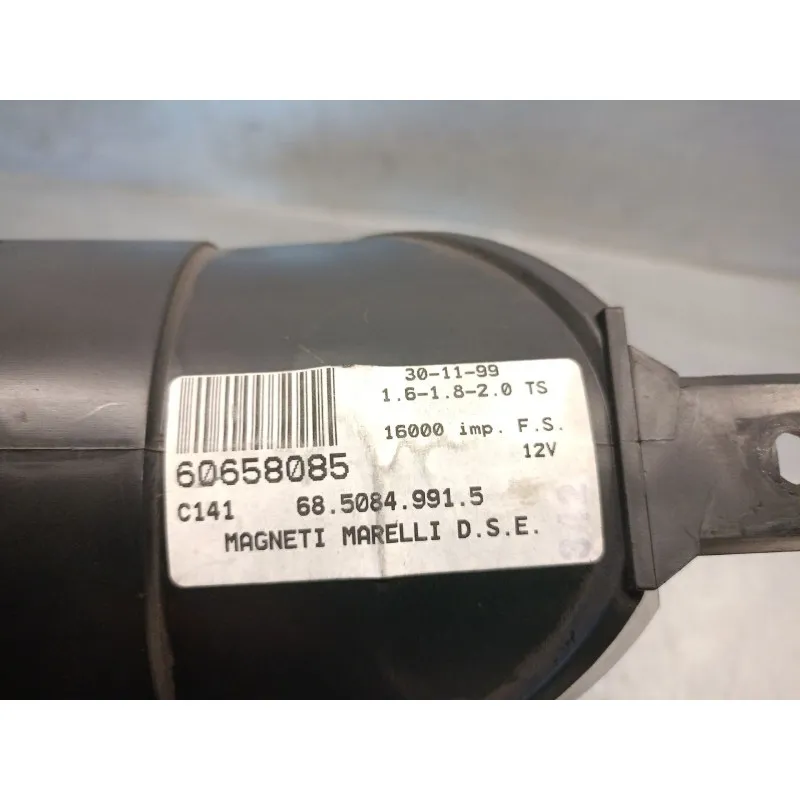 30-11-99
1.6-1.8-2.0 TS
16000 imp. F.S.
12V
60658085
C141 68.5084.991.5
MAGNETI MARELLI D.S.E.